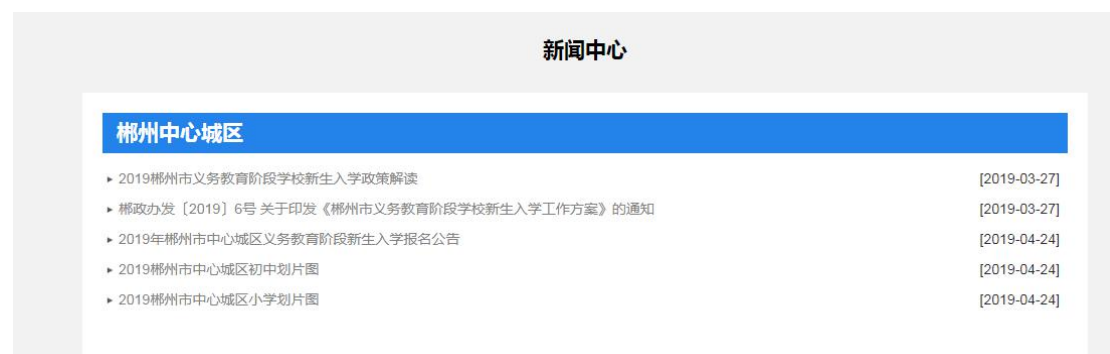 新闻中心
郴州中心城区
▸ 2019郴州市义务教育阶段学校新生入学政策解读 [2019-03-27]
▸ 郴政办发〔2019〕6号 关于印发《郴州市义务教育阶段学校新生入学工作方案》的通知 [2019-03-27]
▸ 2019年郴州市中心城区义务教育阶段新生入学报名公告 [2019-04-24]
▸ 2019郴州市中心城区初中划片图 [2019-04-24]
▸ 2019郴州市中心城区小学划片图 [2019-04-24]